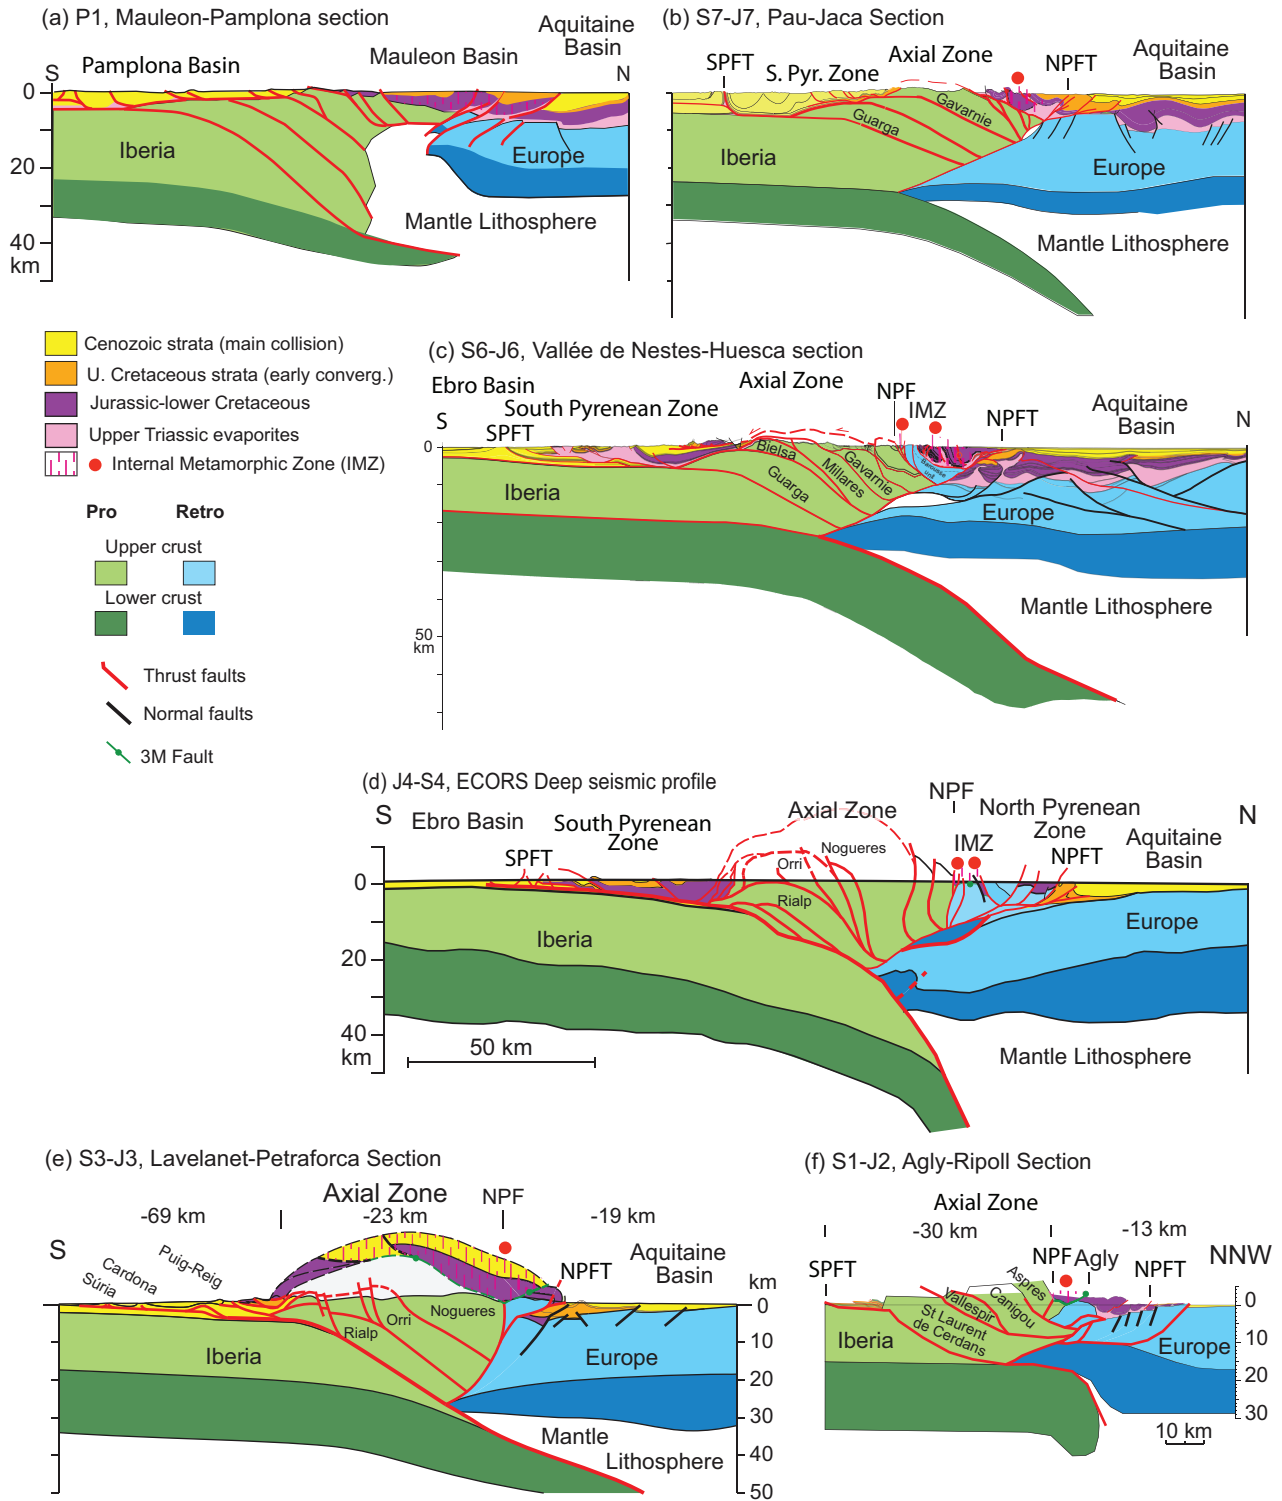 (a) P1, Mauleon-Pamplona section
Aquitaine
Basin
Mauleon Basin
Pamplona Basin
S
N
0
20
40
km
Iberia
Europe
Mantle Lithosphere
(b) S7-J7, Pau-Jaca Section
Axial Zone
Aquitaine
Basin
SPFT
S. Pyr. Zone
NPFT
Gavarnie
Guarga
Iberia
Europe
Mantle Lithosphere
Cenozoic strata (main collision)
U. Cretaceous strata (early converg.)
Jurassic-lower Cretaceous
Upper Triassic evaporites
Internal Metamorphic Zone (IMZ)
Pro
Retro
Upper crust
Lower crust
Thrust faults
Normal faults
3M Fault
(c) S6-J6, Vallée de Nestes-Huesca section
Ebro Basin
Axial Zone
NPF
IMZ
Aquitaine
Basin
S
South Pyrenean Zone
NPFT
N
SPFT
0
50
km
Bielsa
Gavarnie
Millares
Guarga
Iberia
Europe
Mantle Lithosphere
(d) J4-S4, ECORS Deep seismic profile
S
Ebro Basin
South Pyrenean
Zone
Axial Zone
NPF
North Pyrenean
Zone
N
IMZ
NPFT
Aquitaine
Basin
SPFT
Nogueres
Orri
Rialp
0
20
40
km
Iberia
Europe
50 km
Mantle Lithosphere
(e) S3-J3, Lavelanet-Petraforca Section
Axial Zone
NPF
-69 km
-23 km
-19 km
S
Puig-Reig
Cardona
Súria
Aquitaine
Basin
NPFT
km
0
10
20
30
40
50
Nogueres
Orri
Rialp
Iberia
Europe
Mantle
Lithosphere
(f) S1-J2, Agly-Ripoll Section
Axial Zone
-30 km
-13 km
NPF
Agly
NNW
SPFT
NPFT
km
0
10
20
30
Aspres
Canigou
Vallespir
St Laurent
de Cerdans
Iberia
Europe
10 km